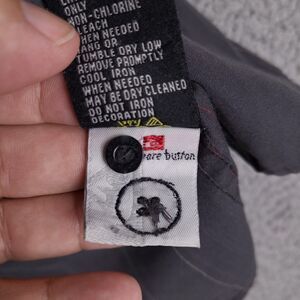 ONLY
NON-CHLORINE
BLEACH
WHEN NEEDED
HANG OR
TUMBLE DRY LOW
REMOVE PROMPTLY
COOL IRON
WHEN NEEDED
MAY BE DRY CLEANED
DO NOT IRON
DECORATION
button